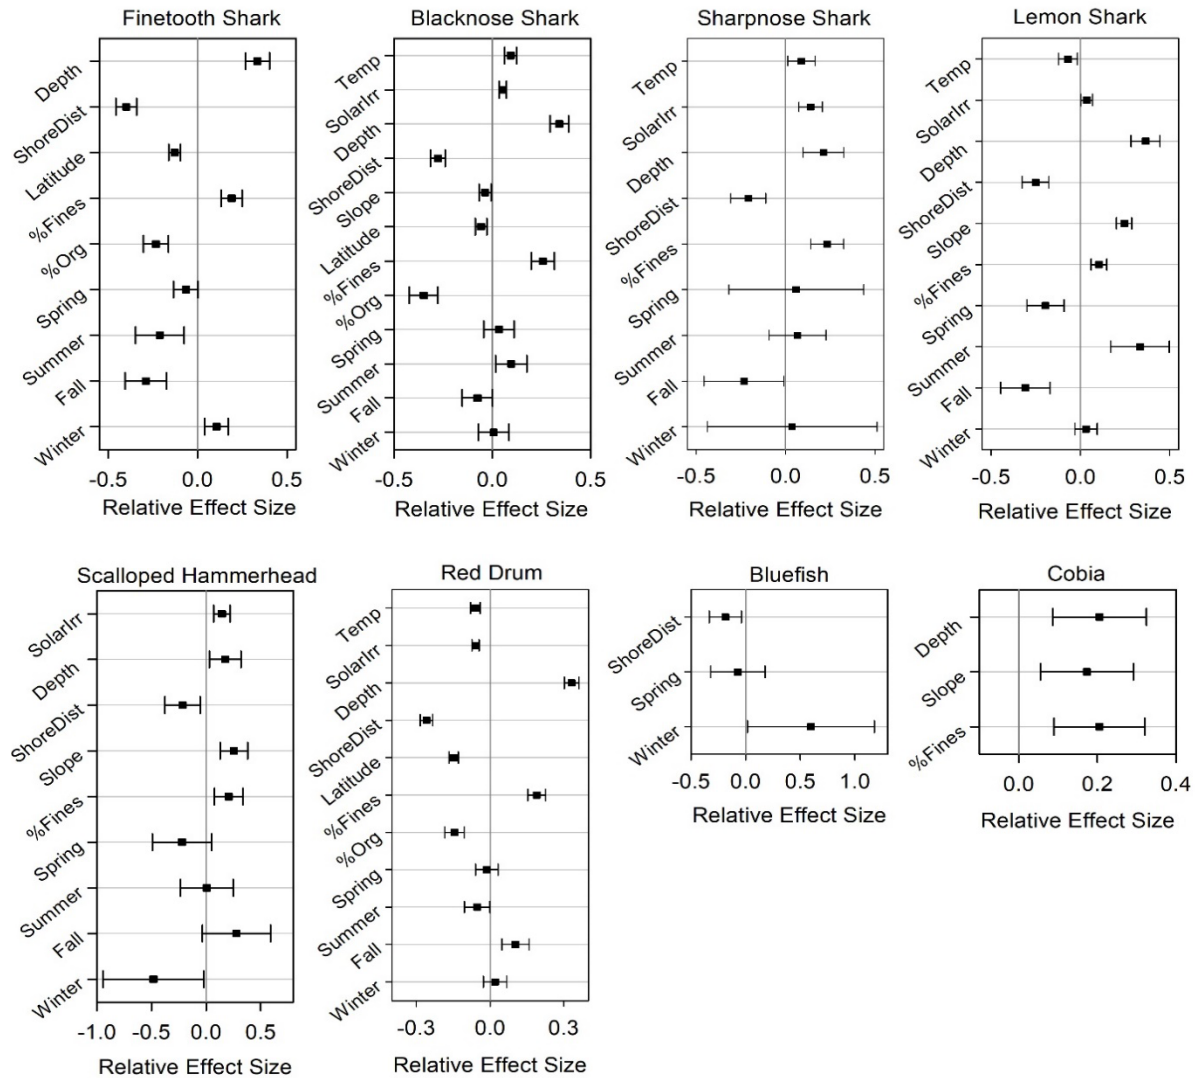 Finetooth Shark
Depth
ShoreDist
Latitude
%Fines
%Org
Spring
Summer
Fall
Winter
-0.5 0.0 0.5
Relative Effect Size
Blacknose Shark
Temp
SolarIrr
Depth
ShoreDist
Slope
Latitude
%Fines
%Org
Spring
Summer
Fall
Winter
-0.5 0.0 0.5
Relative Effect Size
Sharpnose Shark
Temp
SolarIrr
Depth
ShoreDist
%Fines
Spring
Summer
Fall
Winter
-0.5 0.0 0.5
Relative Effect Size
Lemon Shark
Temp
SolarIrr
Depth
ShoreDist
Slope
%Fines
Spring
Summer
Fall
Winter
-0.5 0.0 0.5
Relative Effect Size
Scalloped Hammerhead
SolarIrr
Depth
ShoreDist
Slope
%Fines
Spring
Summer
Fall
Winter
-1.0 -0.5 0.0 0.5
Relative Effect Size
Red Drum
Temp
SolarIrr
Depth
ShoreDist
Latitude
%Fines
%Org
Spring
Summer
Fall
Winter
-0.3 0.0 0.3
Relative Effect Size
Bluefish
ShoreDist
Spring
Winter
-0.5 0.0 0.5 1.0
Relative Effect Size
Cobia
Depth
Slope
%Fines
0.0 0.2 0.4
Relative Effect Size